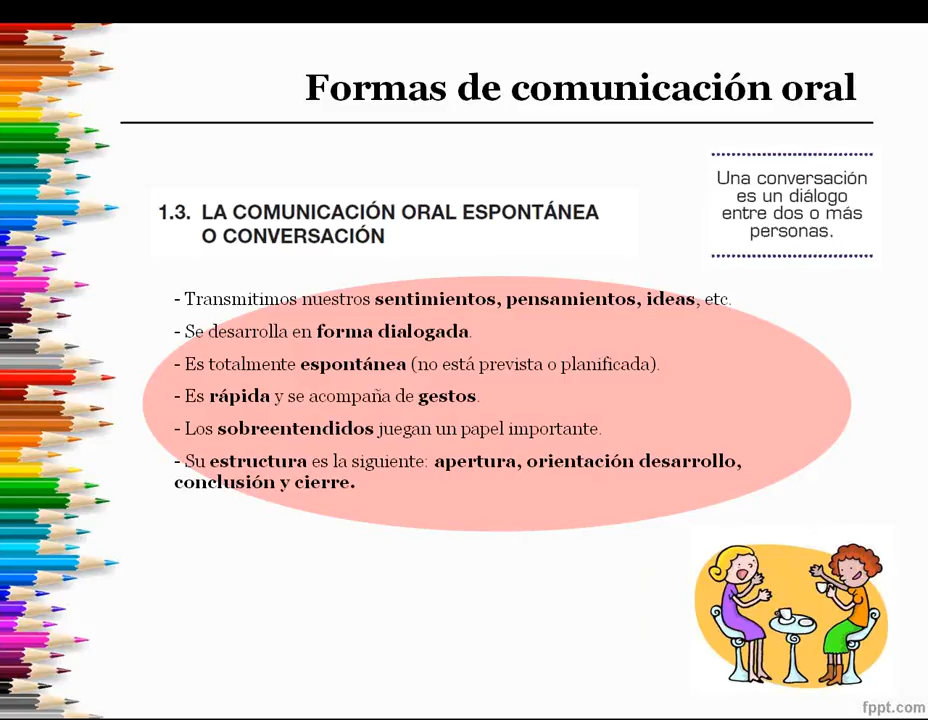 Formas de comunicación oral
Una conversación
es un diálogo
entre dos o más
personas.
1.3. LA COMUNICACIÓN ORAL ESPONTÁNEA
O CONVERSACIÓN
- Transmitimos nuestros sentimientos, pensamientos, ideas, etc.
- Se desarrolla en forma dialogada.
- Es totalmente espontánea (no está prevista o planificada).
- Es rápida y se acompaña de gestos.
- Los sobreentendidos juegan un papel importante.
- Su estructura es la siguiente: apertura, orientación desarrollo,
conclusión y cierre.
fppt.com